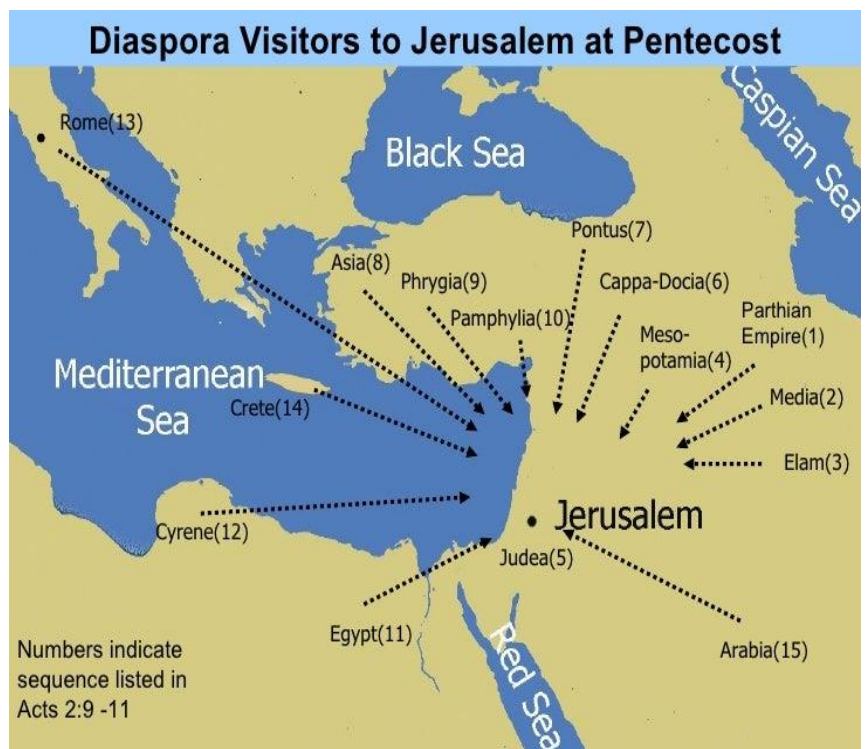 Diaspora Visitors to Jerusalem at Pentecost
Caspian Sea
Rome(13)
Black Sea
Pontus(7)
Asia(8)
Phrygia(9)
Cappa-Docia(6)
Pamphylia(10)
Parthian
Empire(1)
Meso-
potamia(4)
Mediterranean
Sea
Crete(14)
Media(2)
Elam(3)
Cyrene(12)
Jerusalem
Judea(5)
Egypt(11)
Red Sea
Arabia(15)
Numbers indicate
sequence listed in
Acts 2:9 -11